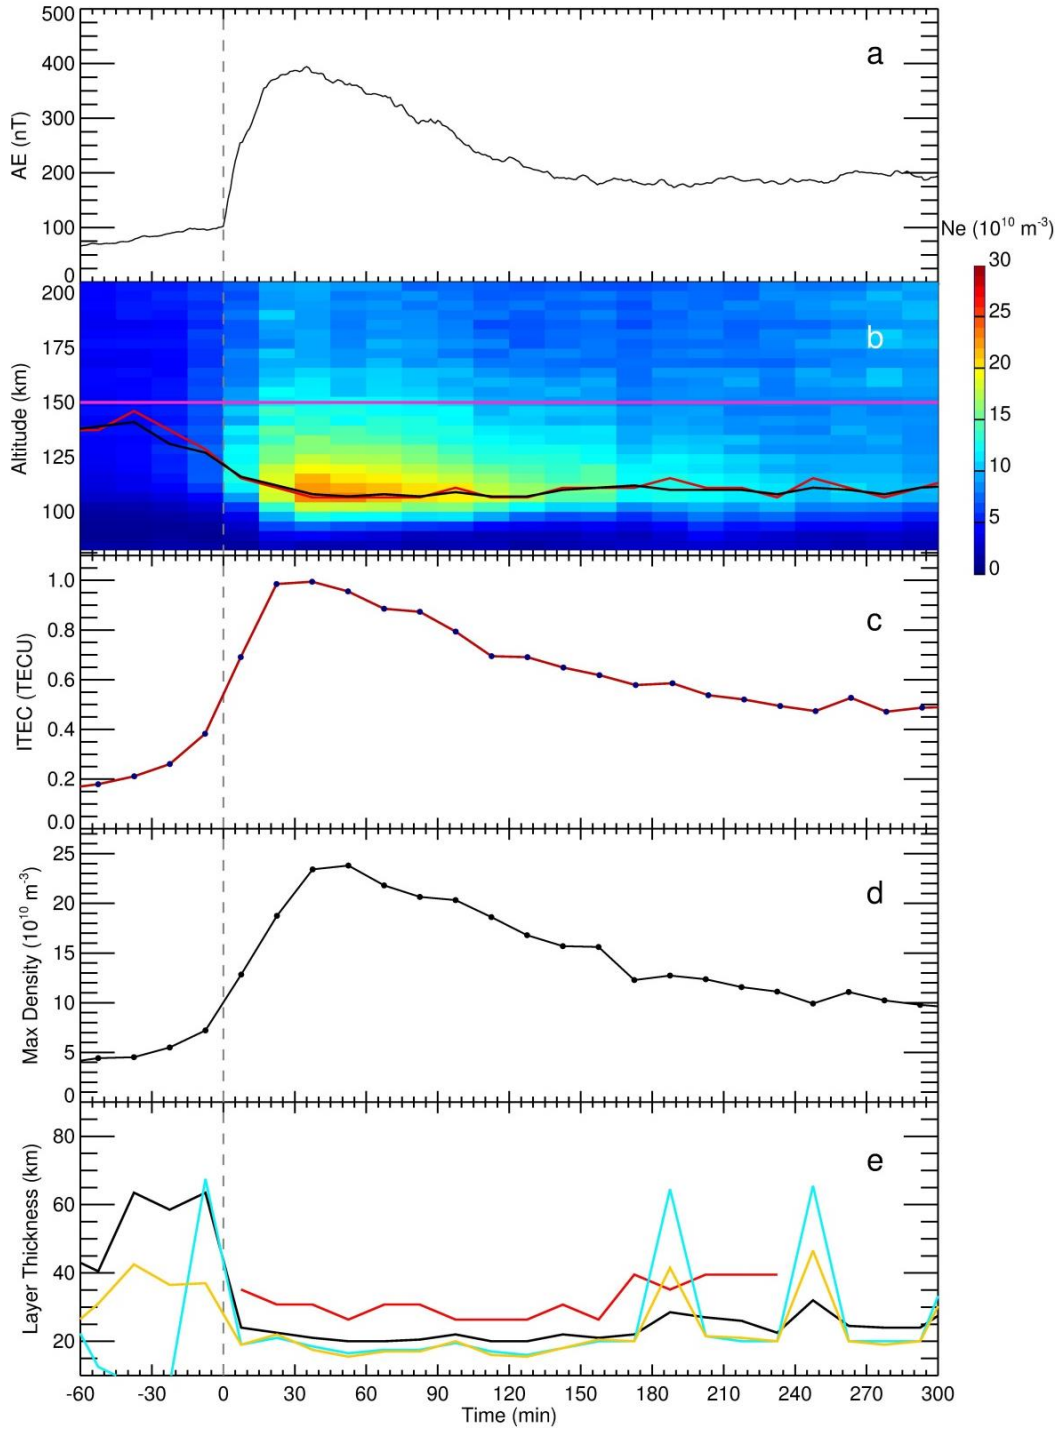 a
500
400
300
200
100
0
AE (nT)
Ne (10¹⁰ m⁻³)
30
25
20
15
10
5
0
b
200
175
150
125
100
Altitude (km)
c
1.0
0.8
0.6
0.4
0.2
0.0
ITEC (TECU)
d
25
20
15
10
5
0
Max Density (10¹⁰ m⁻³)
e
80
60
40
20
Layer Thickness (km)
-60 -30 0 30 60 90 120 150 180 210 240 270 300
Time (min)